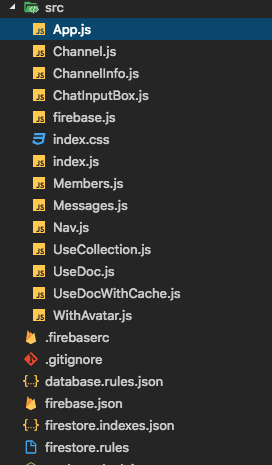 src
App.js
Channel.js
ChannelInfo.js
ChatInputBox.js
firebase.js
index.css
index.js
Members.js
Messages.js
Nav.js
UseCollection.js
UseDoc.js
UseDocWithCache.js
WithAvatar.js
.firebaserc
.gitignore
database.rules.json
firebase.json
firestore.indexes.json
firestore.rules